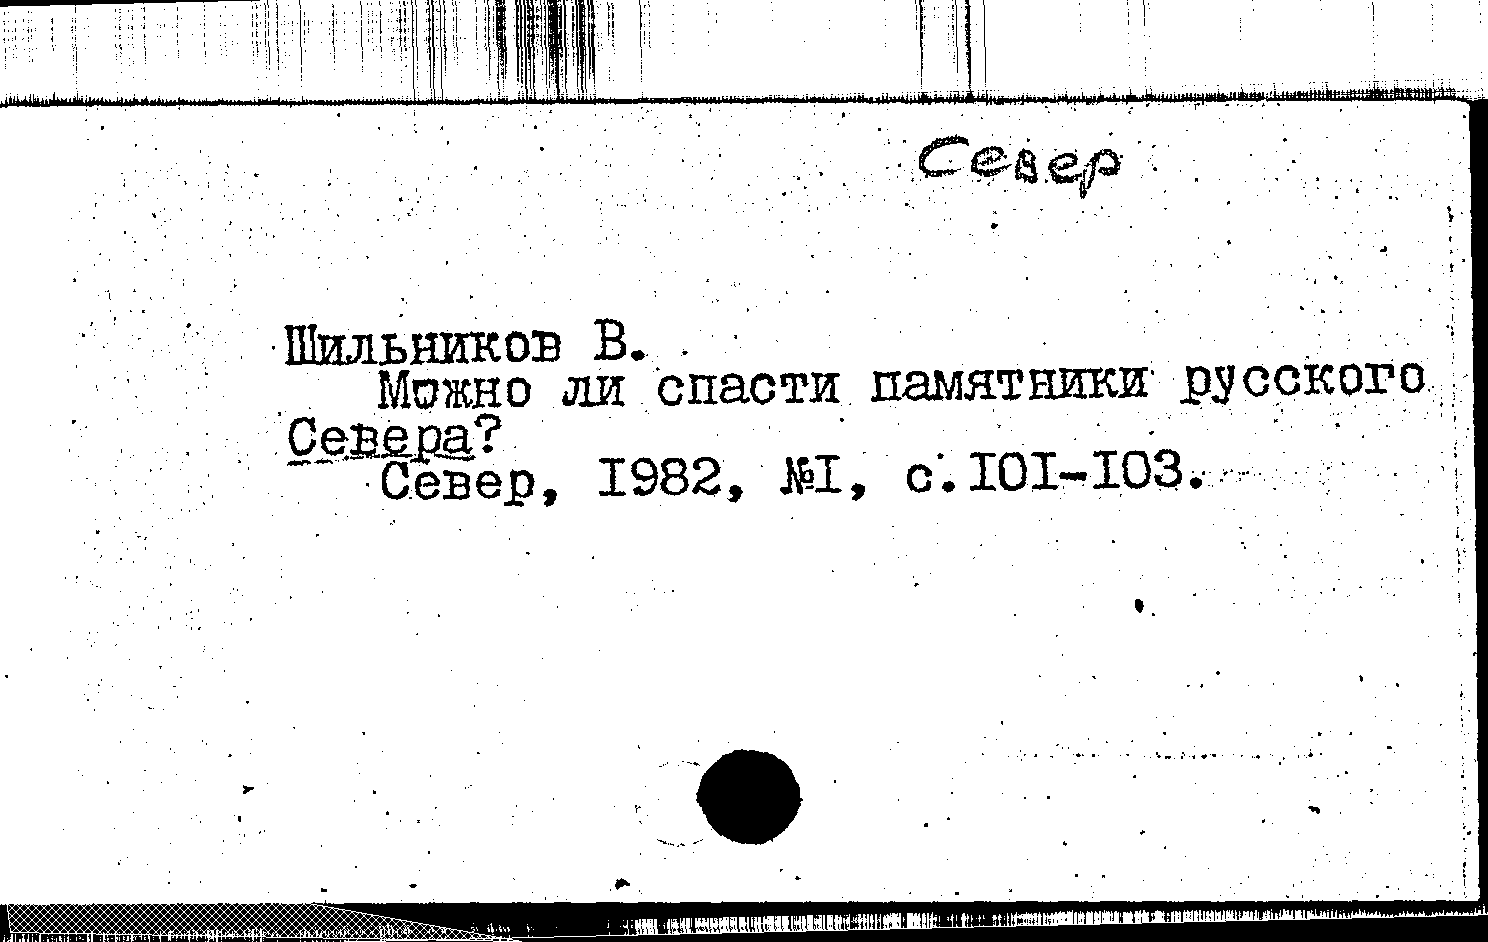 Север
Шильников В.
Можно ли спасти памятники русского
Севера?
Север, 1982, №1, с.101-103.